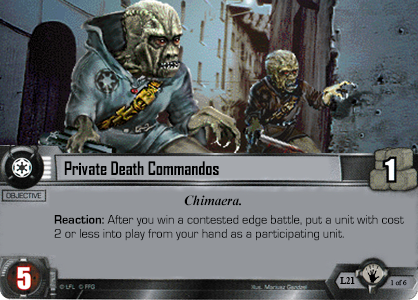 Private Death Commandos
1
OBJECTIVE
Chimaera.
Reaction: After you win a contested edge battle, put a unit with cost
2 or less into play from your hand as a participating unit.
5
© LFL © FFG
Illus. Mariusz Gandzel
L21
1 of 6